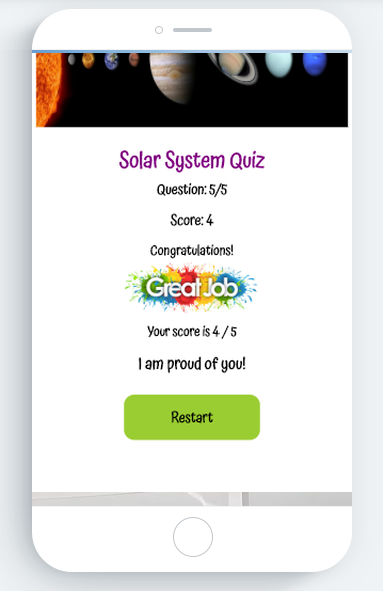 Solar System Quiz
Question: 5/5
Score: 4
Congratulations!
Great Job
Your score is 4 / 5
I am proud of you!
Restart